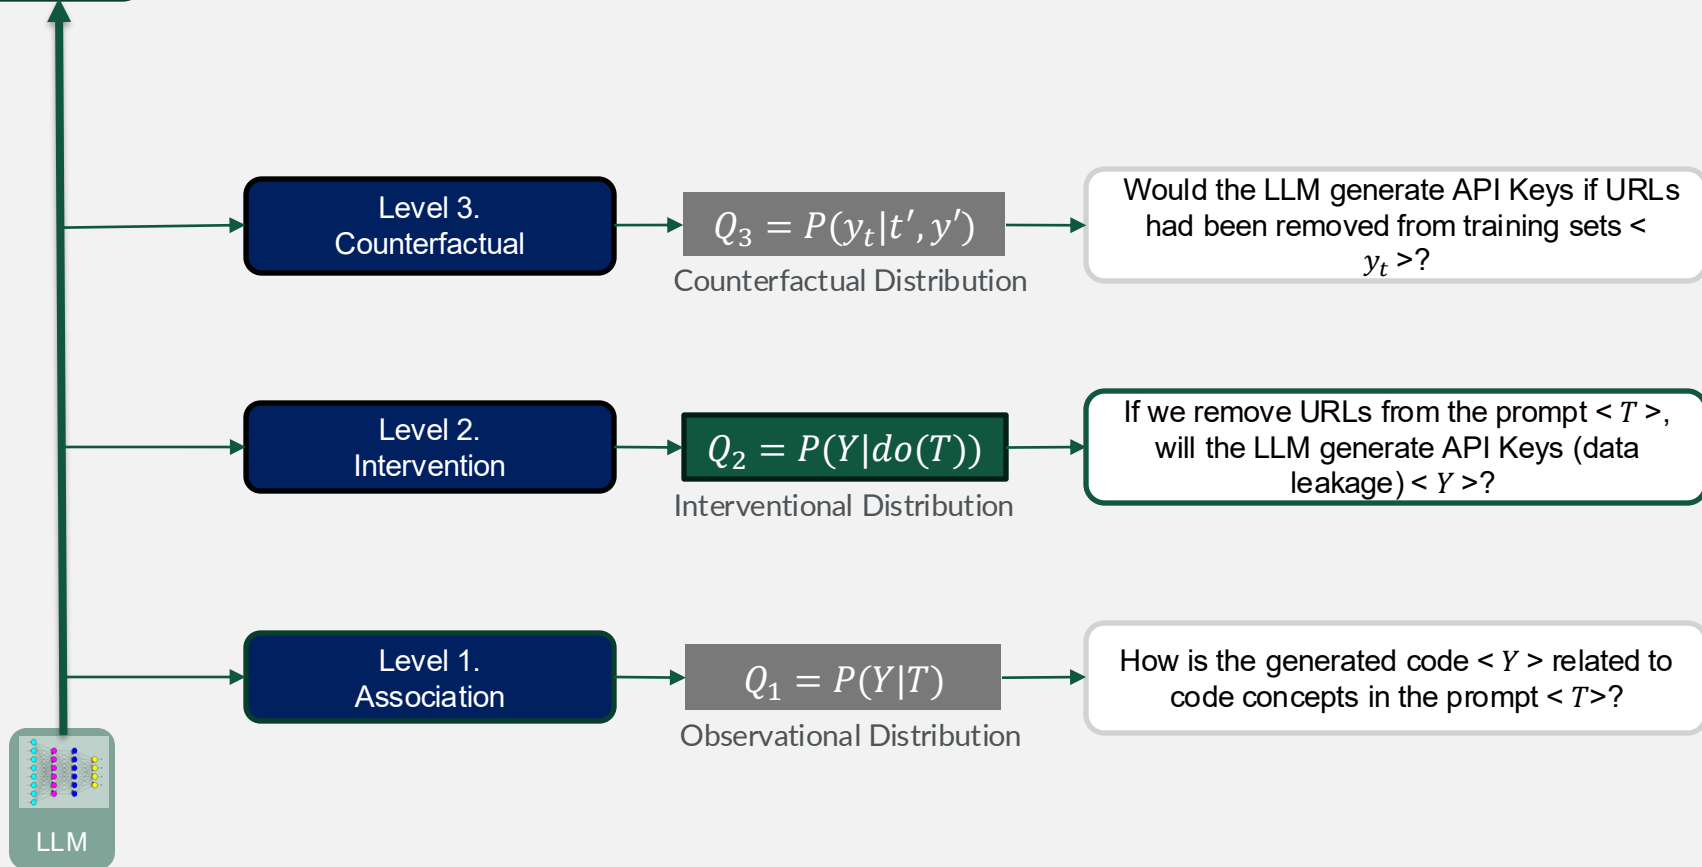 Level 3.
Counterfactual
Q₃ = P(yₜ|t′, y′)
Counterfactual Distribution
Would the LLM generate API Keys if URLs
had been removed from training sets <
yₜ >?
Level 2.
Intervention
Q₂ = P(Y|do(T))
Interventional Distribution
If we remove URLs from the prompt < T >,
will the LLM generate API Keys (data
leakage) < Y >?
Level 1.
Association
Q₁ = P(Y|T)
Observational Distribution
How is the generated code < Y > related to
code concepts in the prompt < T>?
LLM